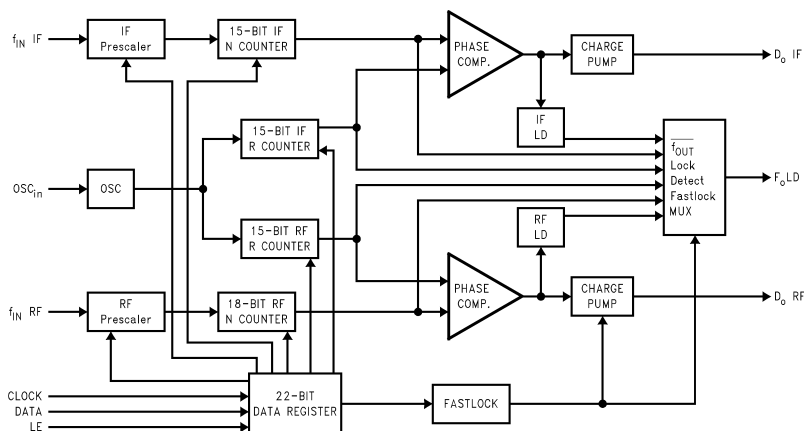 f_IN IF
IF
Prescaler
15-BIT IF
N COUNTER
PHASE
COMP.
CHARGE
PUMP
D_o IF
IF
LD
15-BIT IF
R COUNTER
OSC_in
OSC
f_OUT
Lock
Detect
Fastlock
MUX
F_oLD
15-BIT RF
R COUNTER
RF
LD
f_IN RF
RF
Prescaler
18-BIT RF
N COUNTER
PHASE
COMP.
CHARGE
PUMP
D_o RF
CLOCK
DATA
LE
22-BIT
DATA REGISTER
FASTLOCK